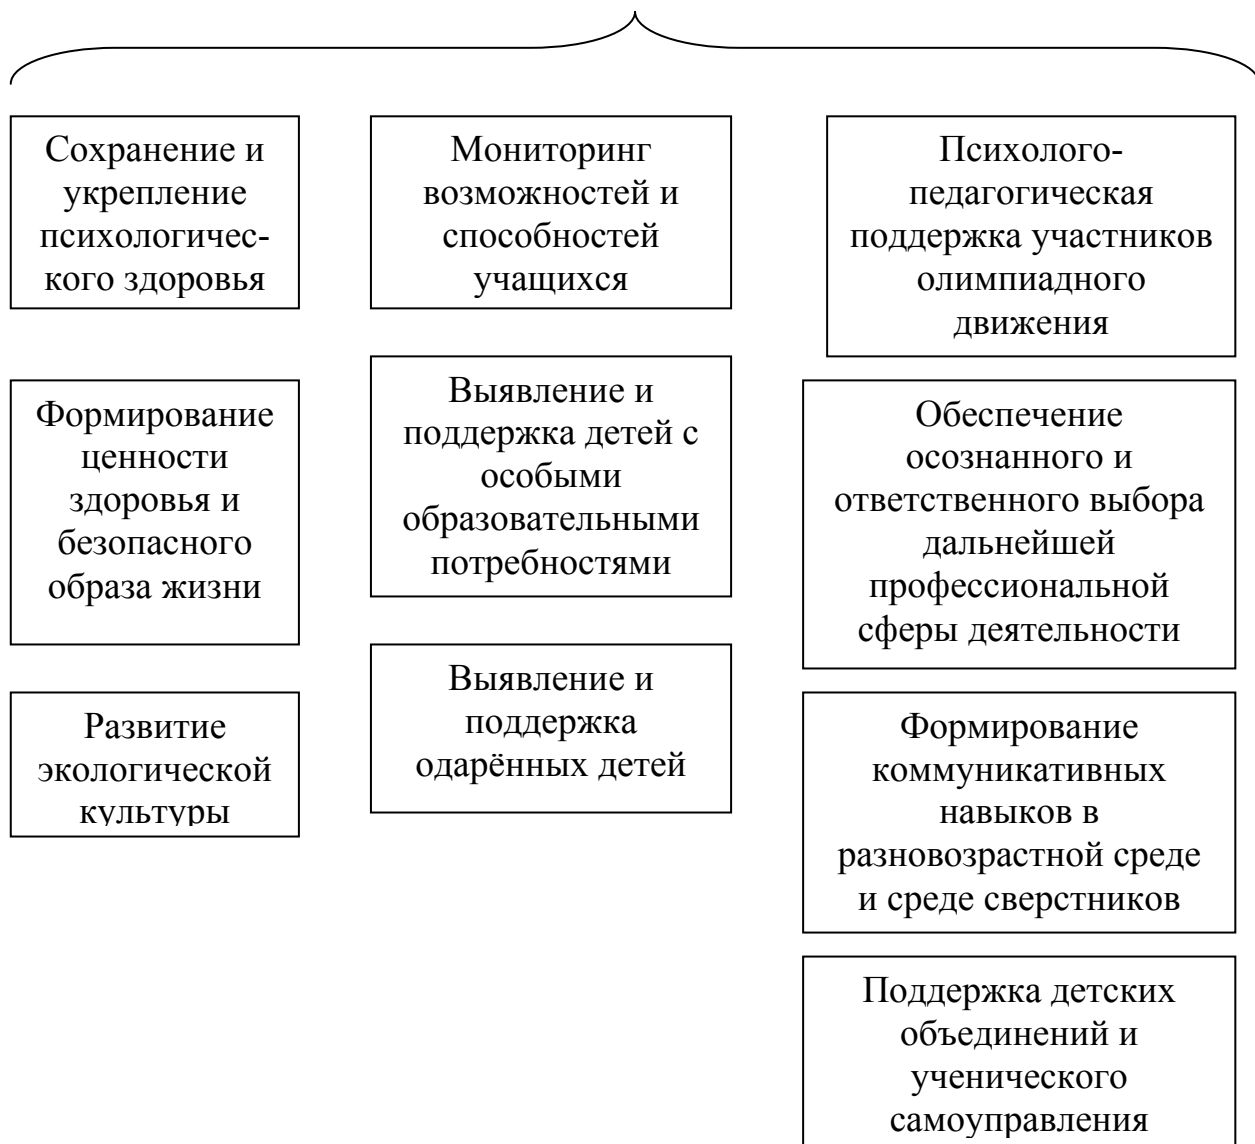 Сохранение и
укрепление
психологичес-
кого здоровья
Формирование
ценности
здоровья и
безопасного
образа жизни
Развитие
экологической
культуры
Мониторинг
возможностей и
способностей
учащихся
Выявление и
поддержка детей с
особыми
образовательными
потребностями
Выявление и
поддержка
одарённых детей
Психолого-
педагогическая
поддержка участников
олимпиадного
движения
Обеспечение
осознанного и
ответственного выбора
дальнейшей
профессиональной
сферы деятельности
Формирование
коммуникативных
навыков в
разновозрастной среде
и среде сверстников
Поддержка детских
объединений и
ученического
самоуправления